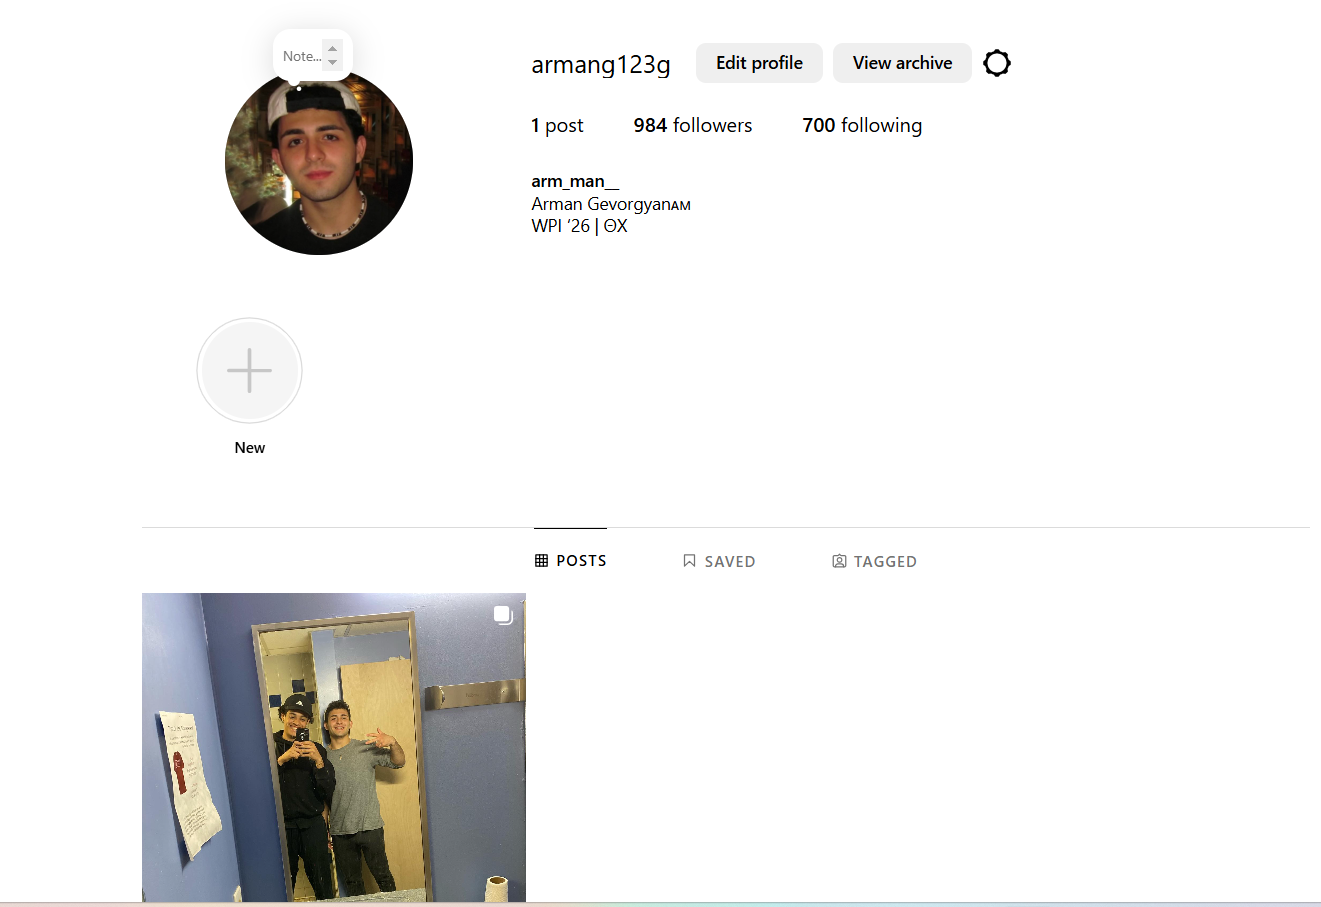 Note...
armang123g Edit profile View archive
1 post 984 followers 700 following
arm_man__
Arman Gevorgyanᴀᴍ
WPI ‘26 | ΘΧ
New
POSTS SAVED TAGGED